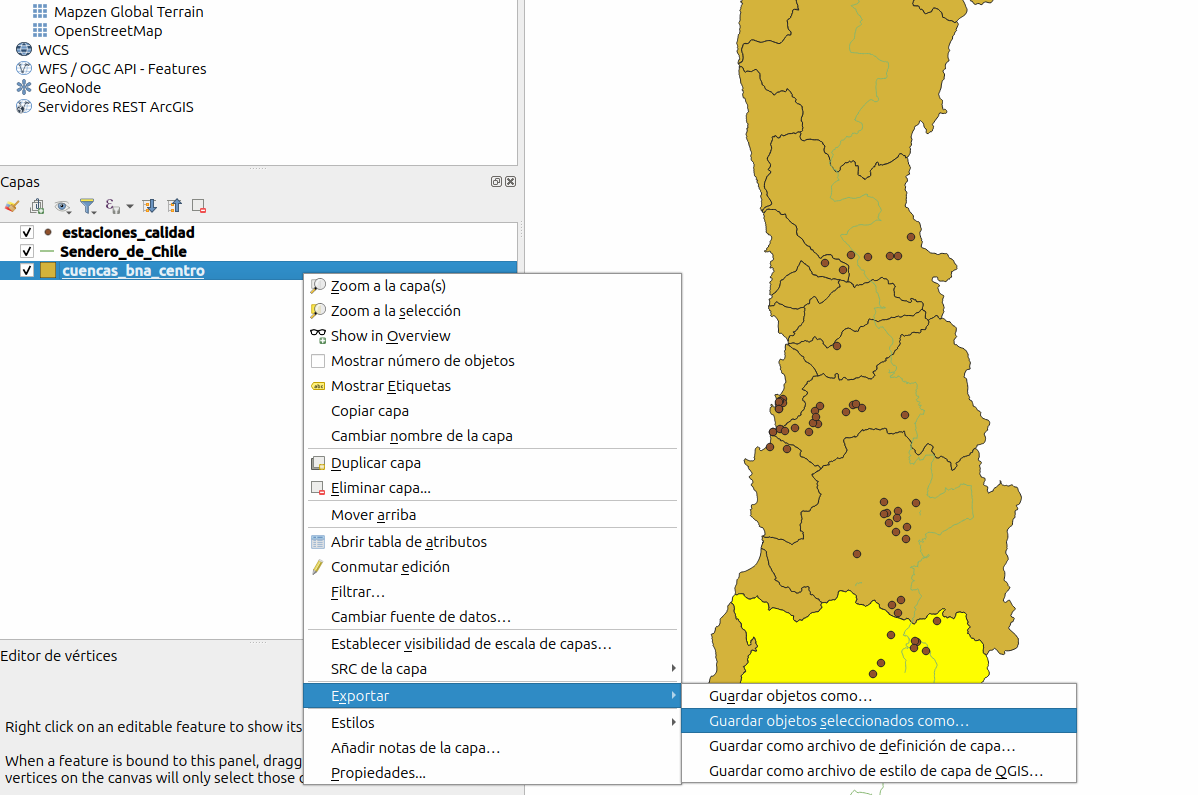 Mapzen Global Terrain
OpenStreetMap
WCS
WFS / OGC API - Features
GeoNode
Servidores REST ArcGIS
Capas
estaciones_calidad
Sendero_de_Chile
cuencas_bna_centro
Zoom a la capa(s)
Zoom a la selección
Show in Overview
Mostrar número de objetos
abc Mostrar Etiquetas
Copiar capa
Cambiar nombre de la capa
Duplicar capa
Eliminar capa...
Mover arriba
Abrir tabla de atributos
Conmutar edición
Filtrar…
Cambiar fuente de datos…
Establecer visibilidad de escala de capas…
SRC de la capa
Exportar
Estilos
Añadir notas de la capa…
Propiedades...
Guardar objetos como…
Guardar objetos seleccionados como…
Guardar como archivo de definición de capa…
Guardar como archivo de estilo de capa de QGIS…
Editor de vértices
Right click on an editable feature to show its
When a feature is bound to this panel, dragg
vertices on the canvas will only select those